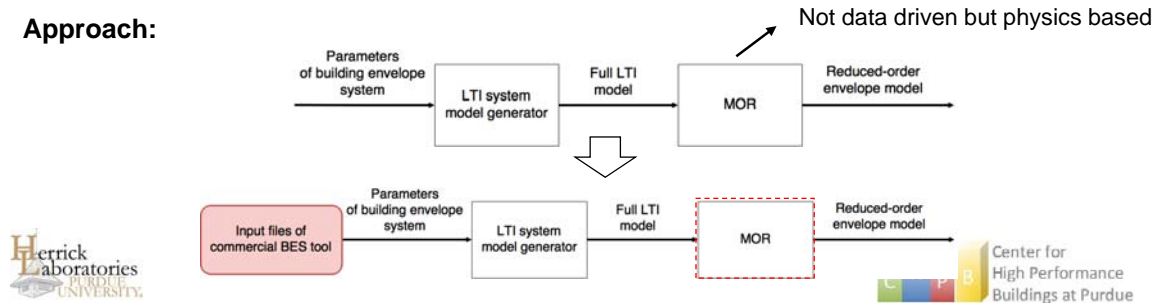 Approach:
Not data driven but physics based
Parameters
of building envelope
system
LTI system
model generator
Full LTI
model
MOR
Reduced-order
envelope model
Input files of
commercial BES tool
Parameters
of building envelope
system
LTI system
model generator
Full LTI
model
MOR
Reduced-order
envelope model
Herrick
Laboratories
PURDUE
UNIVERSITY.
C P B
Center for
High Performance
Buildings at Purdue